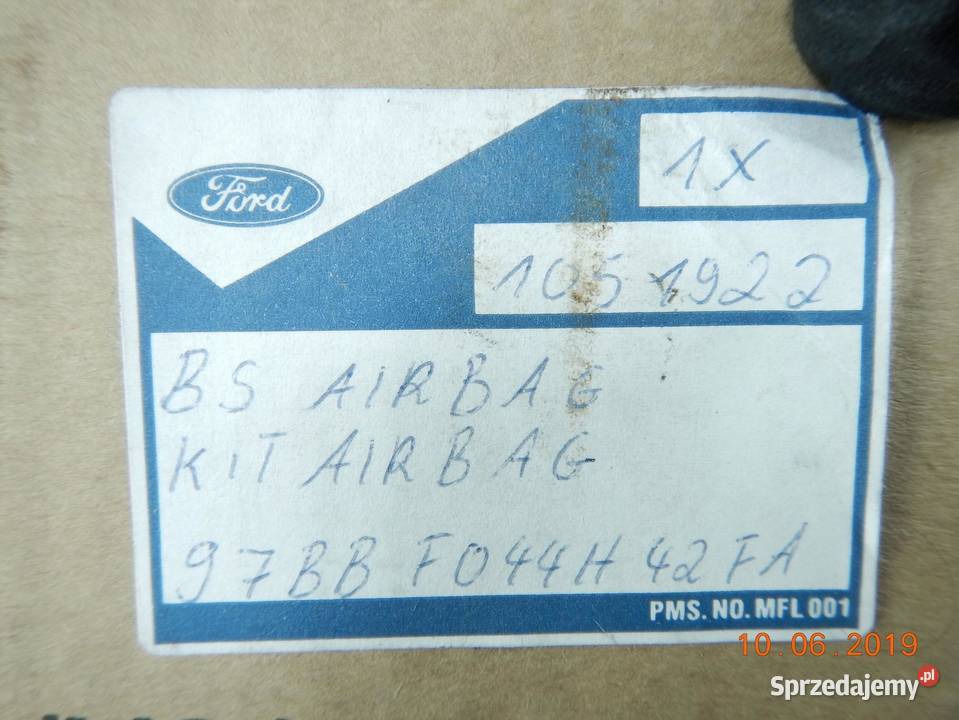 Ford
1X
1051922
BS AIRBAG
KIT AIRBAG
97BB F044H42FA
PMS. NO. MFL 001
10.06.2019
Sprzedajemy.pl